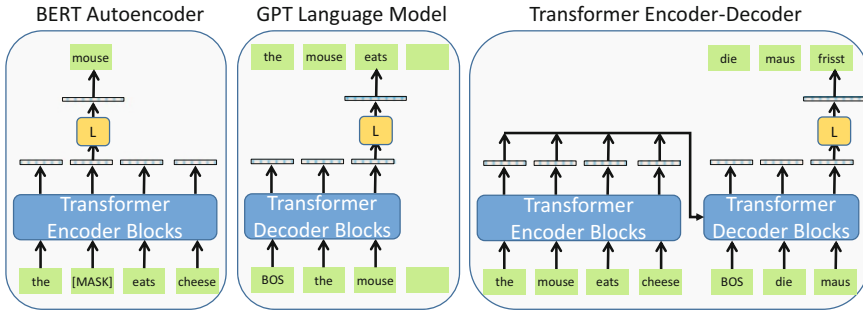 BERT Autoencoder
mouse
L
Transformer
Encoder Blocks
the [MASK] eats cheese
GPT Language Model
the mouse eats
L
Transformer
Decoder Blocks
BOS the mouse
Transformer Encoder-Decoder
die maus frisst
L
Transformer
Encoder Blocks
Transformer
Decoder Blocks
the mouse eats cheese
BOS die maus